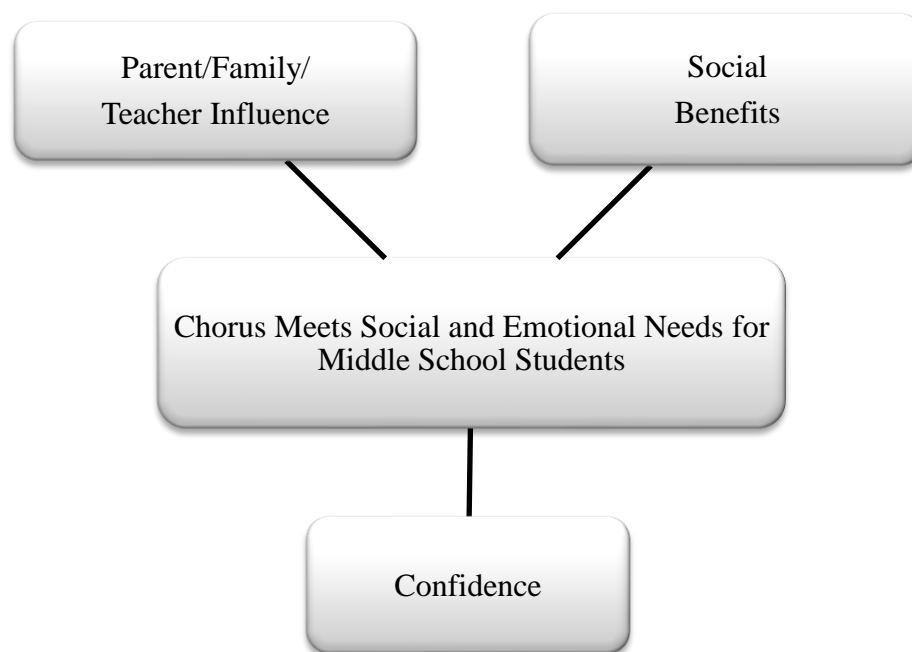 Parent/Family/
Teacher Influence
Social
Benefits
Chorus Meets Social and Emotional Needs for
Middle School Students
Confidence